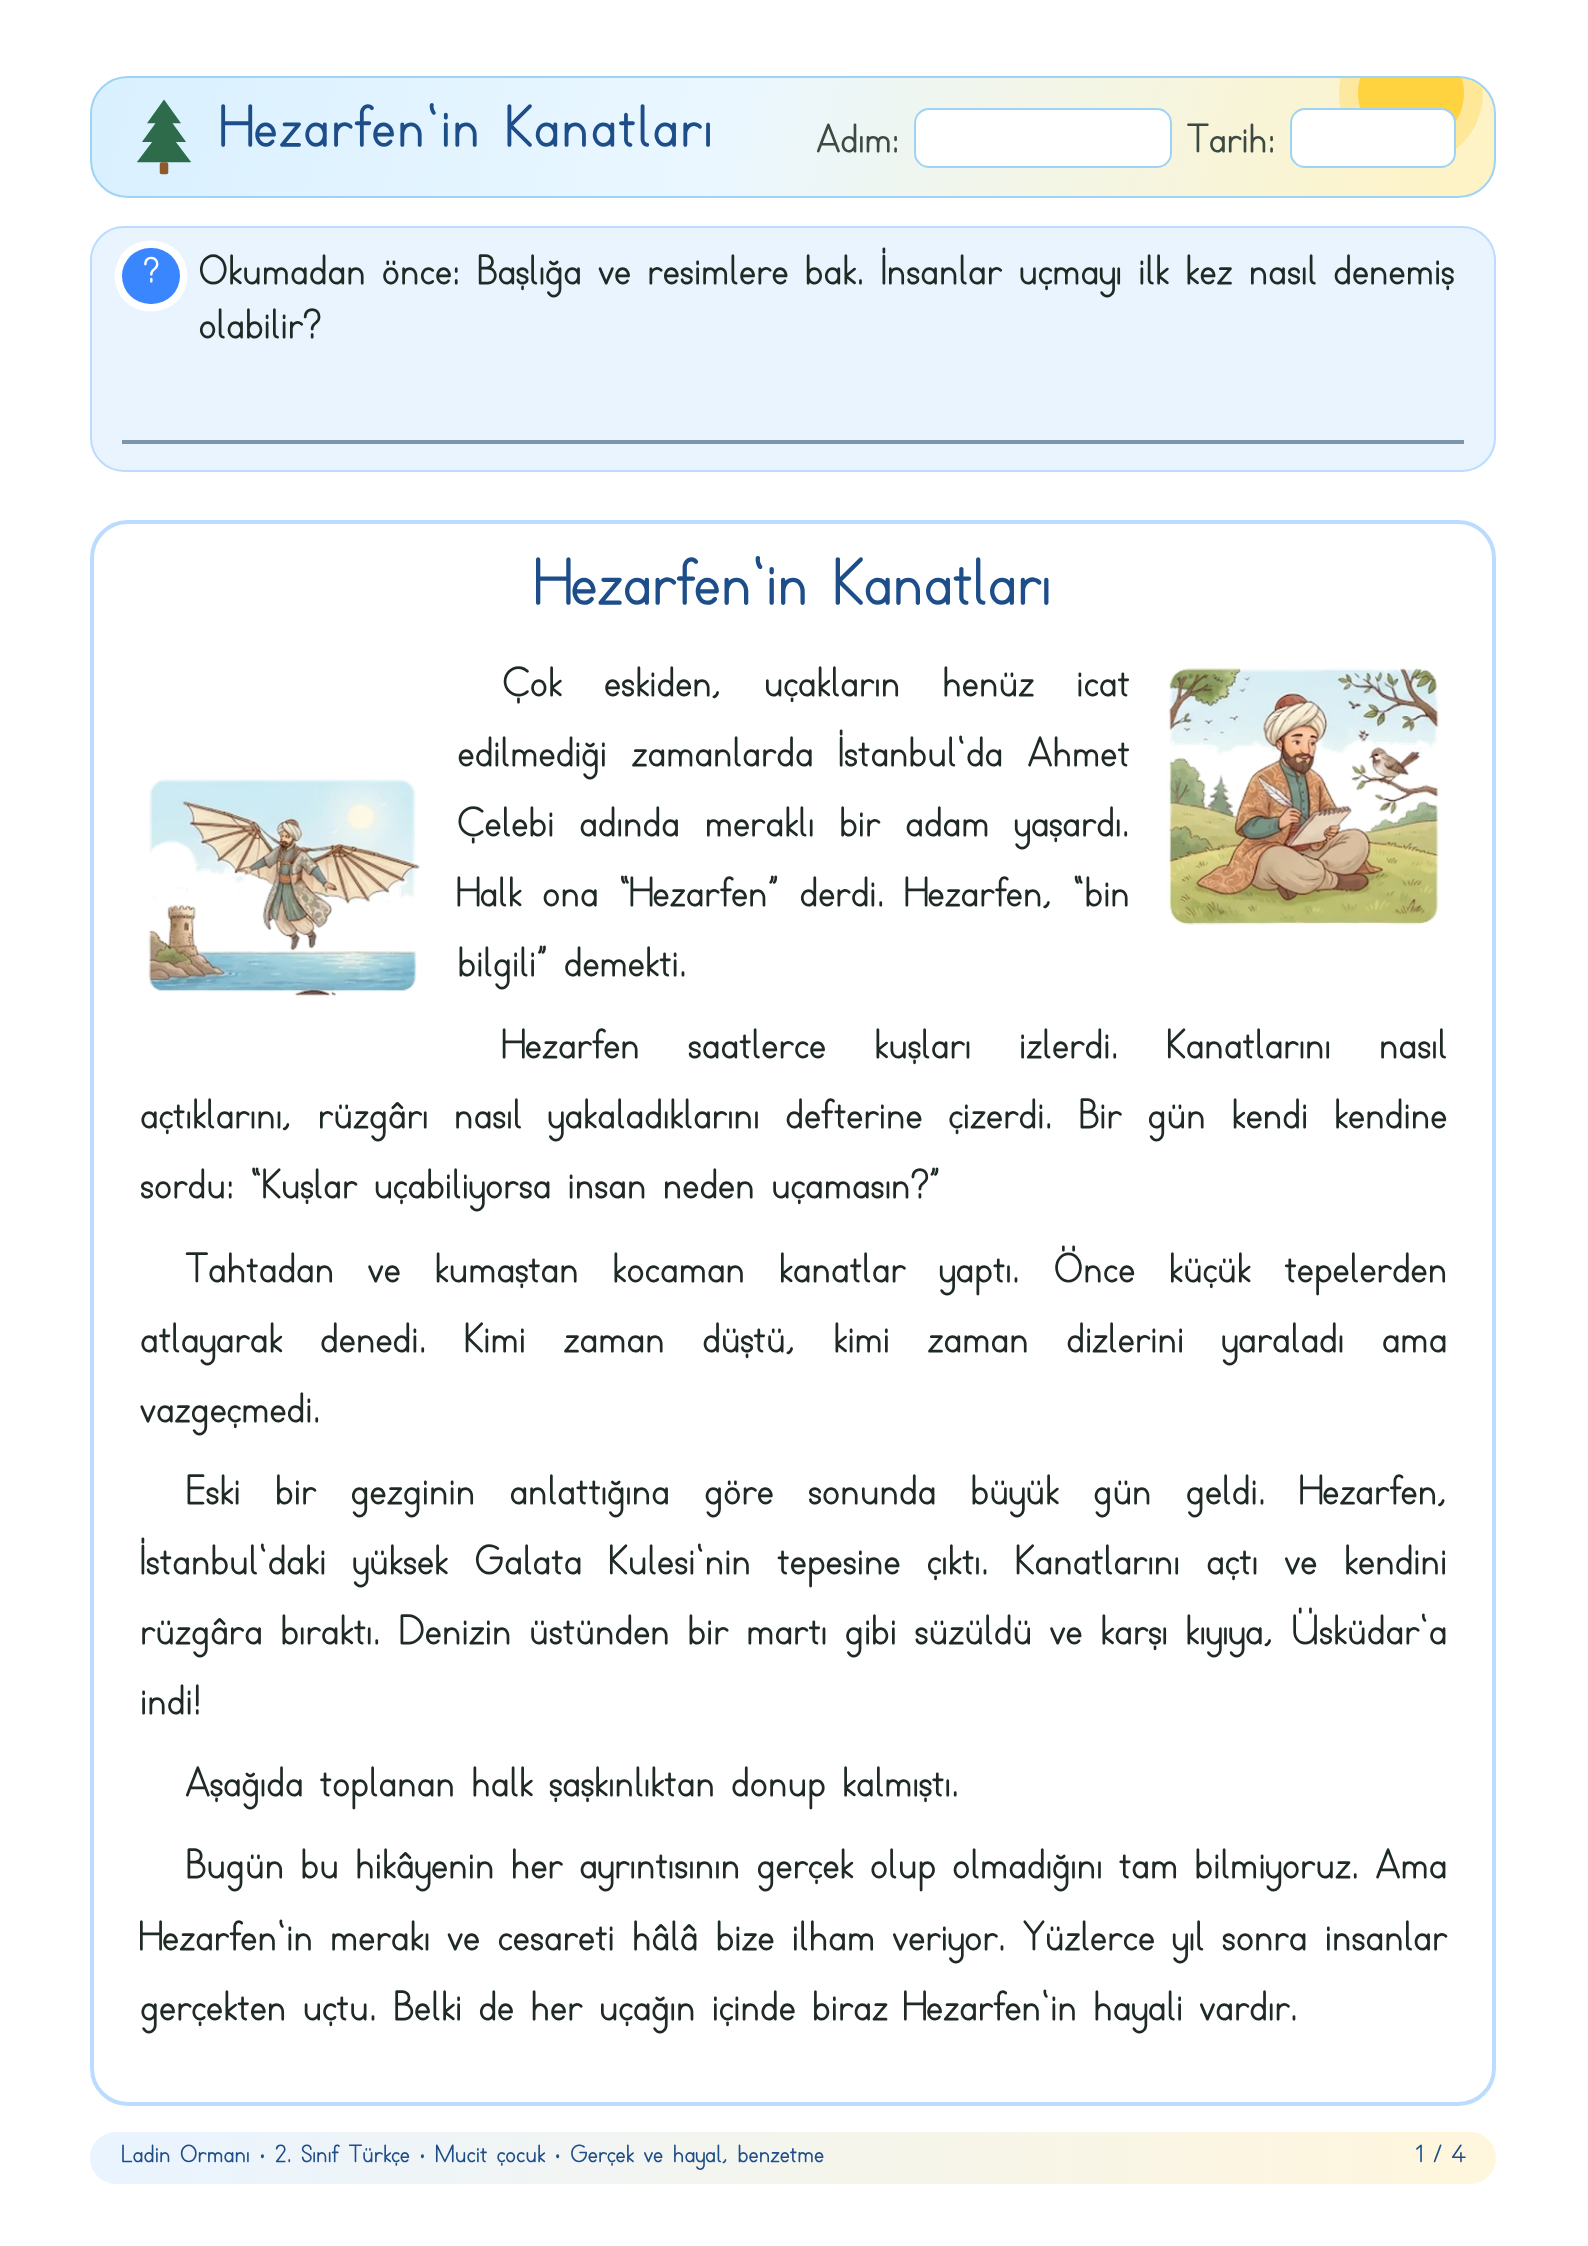 Hezarfen'in Kanatları
Adım:
Tarih:
?
Okumadan önce: Başlığa ve resimlere bak. İnsanlar uçmayı ilk kez nasıl denemiş
olabilir?
Hezarfen'in Kanatları
Çok eskiden, uçakların henüz icat
edilmediği zamanlarda İstanbul'da Ahmet
Çelebi adında meraklı bir adam yaşardı.
Halk ona “Hezarfen” derdi. Hezarfen, “bin
bilgili” demekti.
Hezarfen saatlerce kuşları izlerdi. Kanatlarını nasıl
açtıklarını, rüzgârı nasıl yakaladıklarını defterine çizerdi. Bir gün kendi kendine
sordu: “Kuşlar uçabiliyorsa insan neden uçamasın?”
Tahtadan ve kumaştan kocaman kanatlar yaptı. Önce küçük tepelerden
atlayarak denedi. Kimi zaman düştü, kimi zaman dizlerini yaraladı ama
vazgeçmedi.
Eski bir gezginin anlattığına göre sonunda büyük gün geldi. Hezarfen,
İstanbul'daki yüksek Galata Kulesi'nin tepesine çıktı. Kanatlarını açtı ve kendini
rüzgâra bıraktı. Denizin üstünden bir martı gibi süzüldü ve karşı kıyıya, Üsküdar'a
indi!
Aşağıda toplanan halk şaşkınlıktan donup kalmıştı.
Bugün bu hikâyenin her ayrıntısının gerçek olup olmadığını tam bilmiyoruz. Ama
Hezarfen'in merakı ve cesareti hâlâ bize ilham veriyor. Yüzlerce yıl sonra insanlar
gerçekten uçtu. Belki de her uçağın içinde biraz Hezarfen'in hayali vardır.
Ladin Ormanı • 2. Sınıf Türkçe • Mucit çocuk • Gerçek ve hayal, benzetme
1 / 4